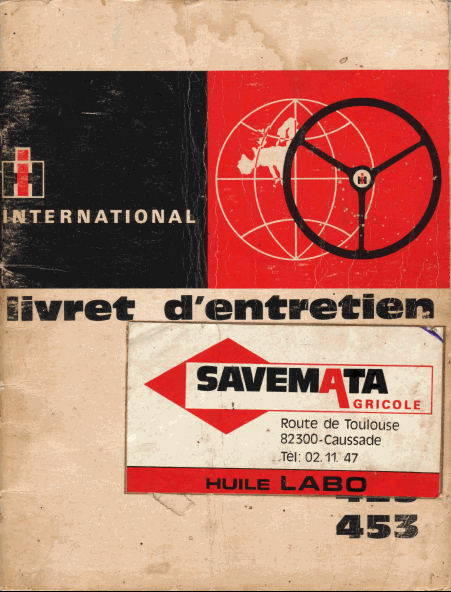 INTERNATIONAL
livret d'entretien
SAVEMATA
GRICOLE
Route de Toulouse
82300-Caussade
Tél: 02. 11. 47
HUILE LABO
453